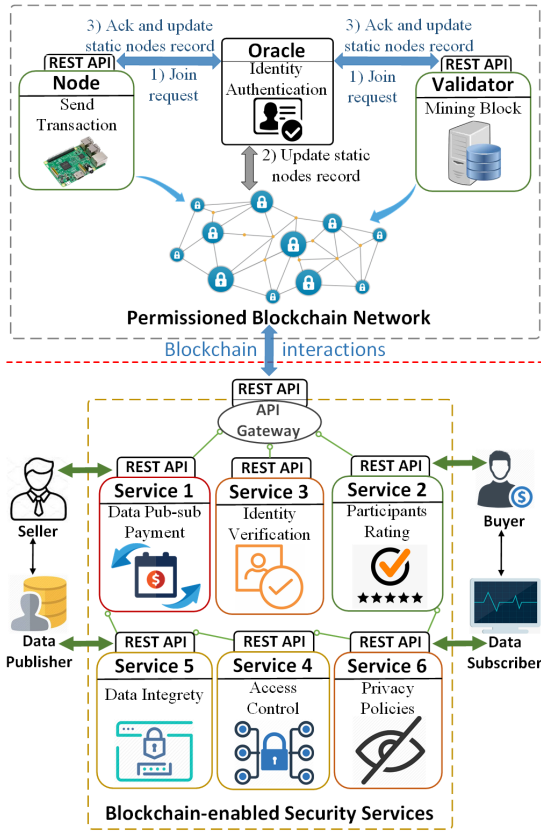 3) Ack and update
static nodes record
3) Ack and update
static nodes record
REST API
Node
Send
Transaction
1) Join
request
Oracle
Identity
Authentication
1) Join
request
REST API
Validator
Mining Block
2) Update static
nodes record
Permissioned Blockchain Network
Blockchain interactions
REST API
API
Gateway
REST API
Service 1
Data Pub-sub
Payment
$
REST API
Service 3
Identity
Verification
REST API
Service 2
Participants
Rating
Seller
$
Buyer
Data
Publisher
Data
Subscriber
REST API
Service 5
Data Integrety
REST API
Service 4
Access
Control
REST API
Service 6
Privacy
Policies
Blockchain-enabled Security Services